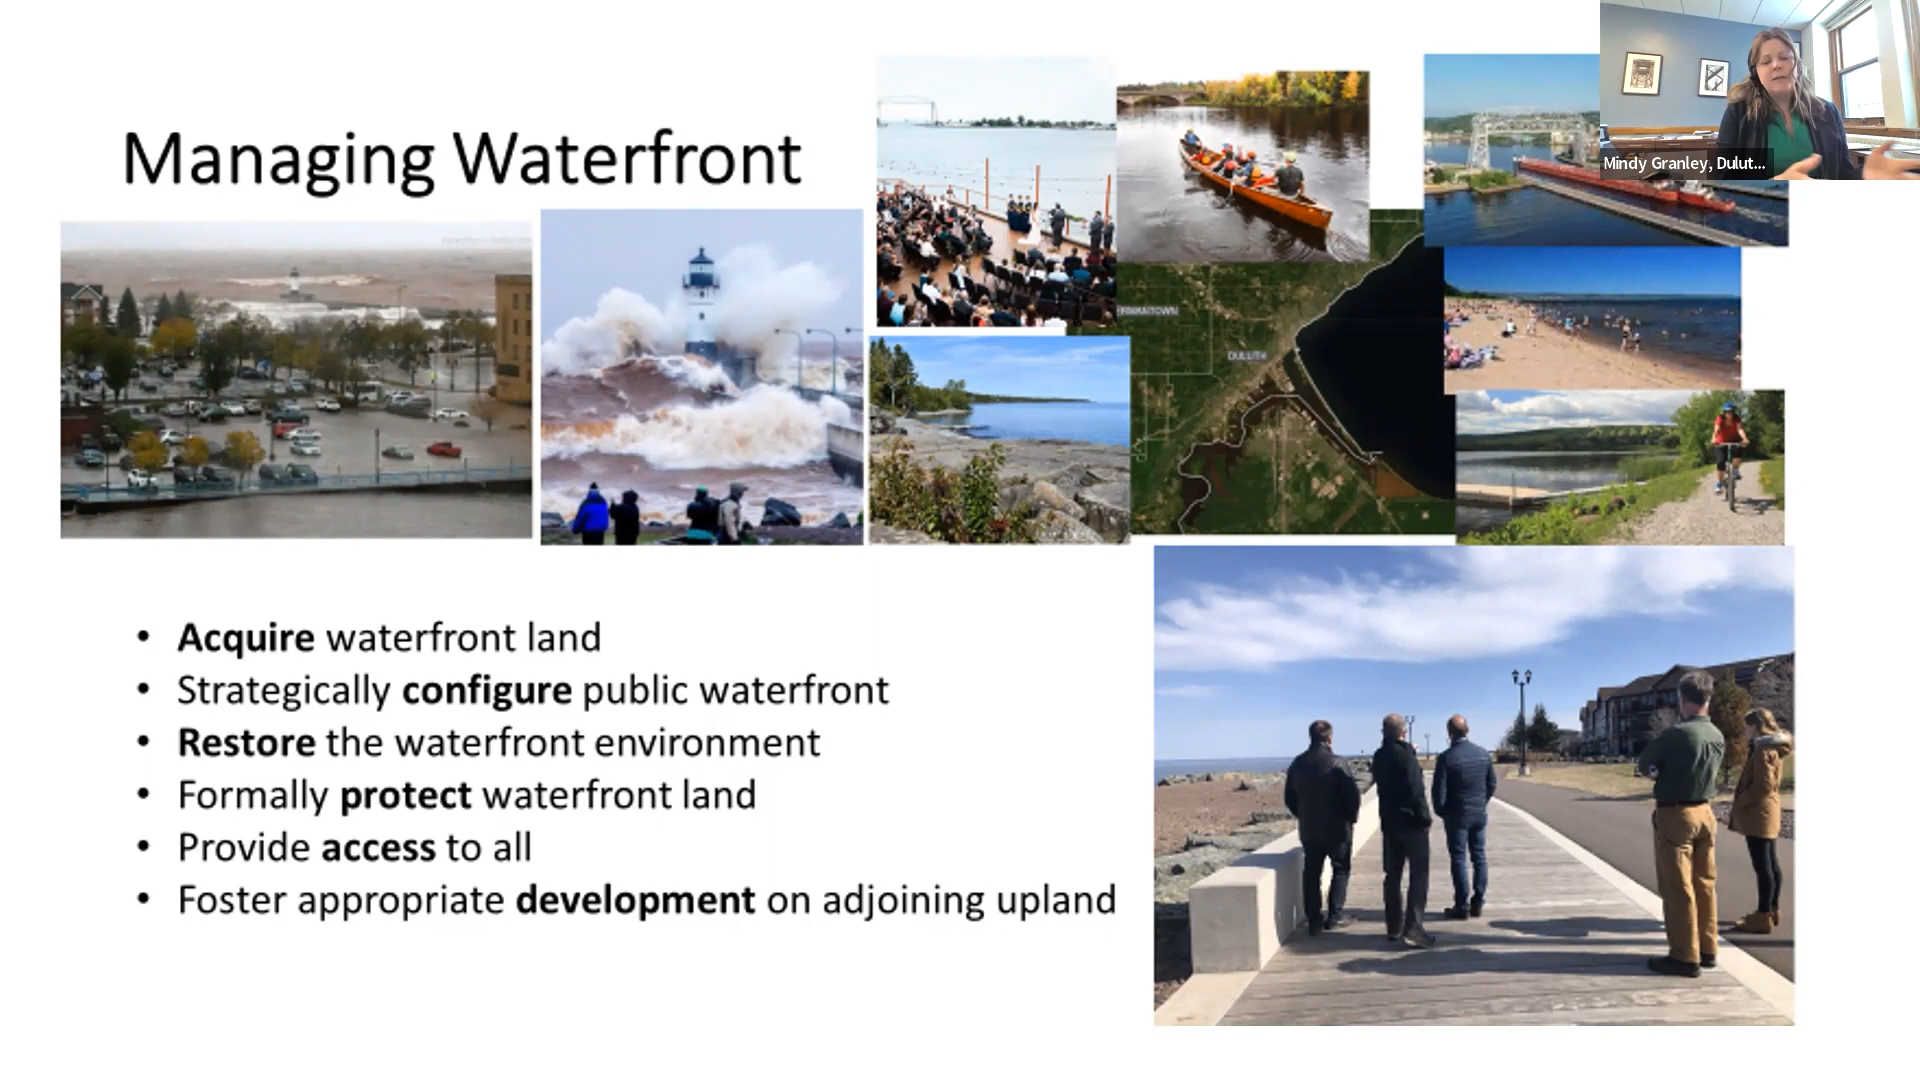 Mindy Granley, Dulut...
Managing Waterfront
DULUTH
• Acquire waterfront land
• Strategically configure public waterfront
• Restore the waterfront environment
• Formally protect waterfront land
• Provide access to all
• Foster appropriate development on adjoining upland